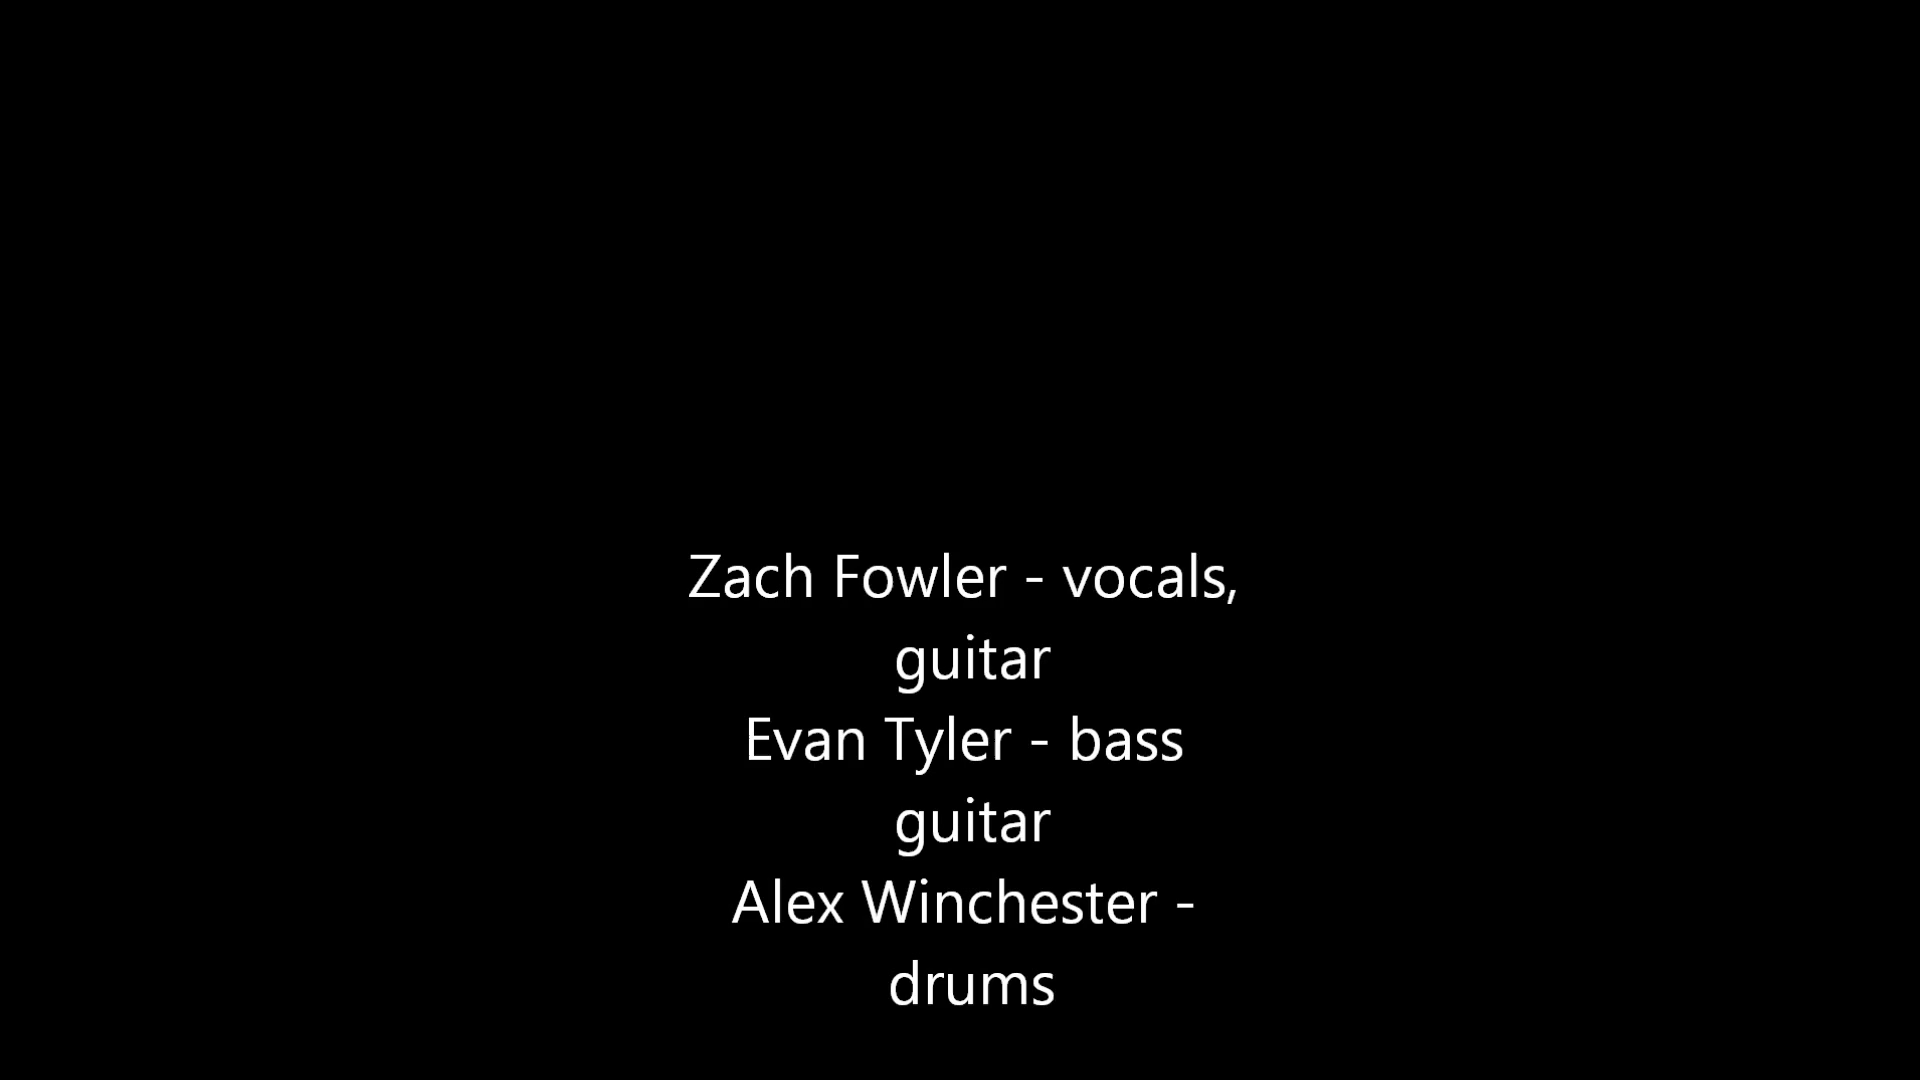 Zach Fowler - vocals,
guitar
Evan Tyler - bass
guitar
Alex Winchester -
drums